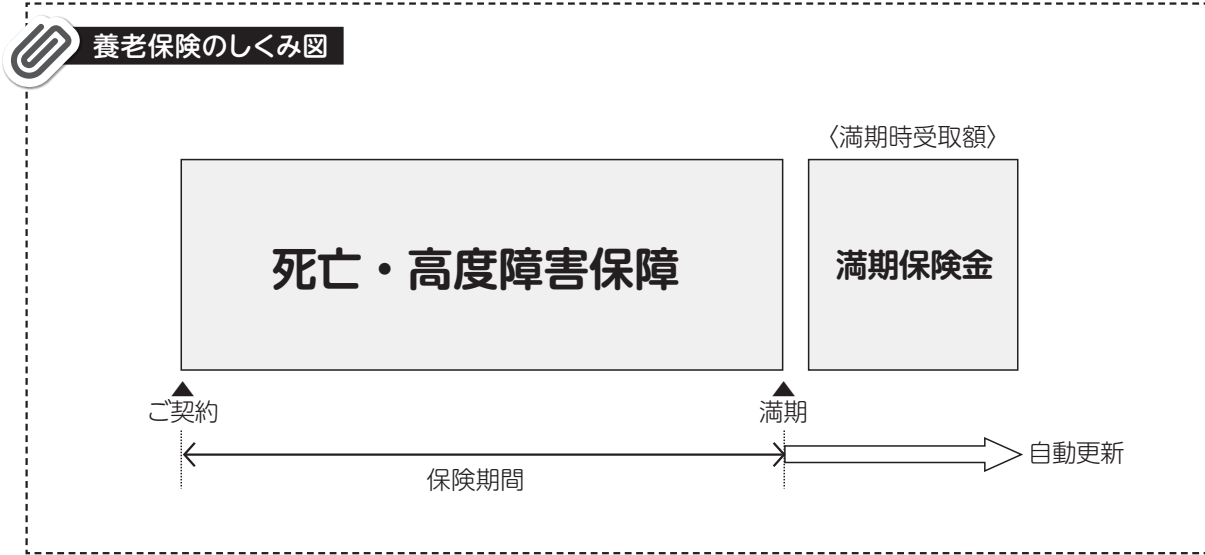 養老保険のしくみ図
〈満期時受取額〉
死亡・高度障害保障
満期保険金
ご契約
満期
自動更新
保険期間